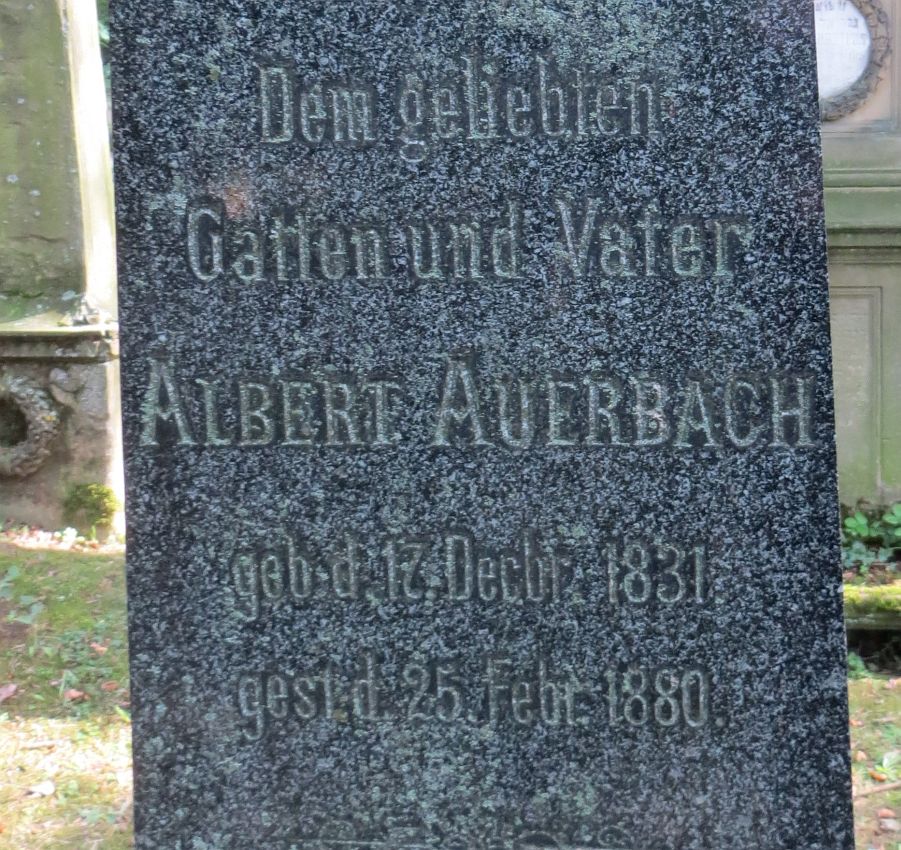 Dem geliebten
Gatten und Vater
ALBERT AUERBACH
geb. d. 17. Decbr. 1831.
gest. d. 25. Febr. 1880.